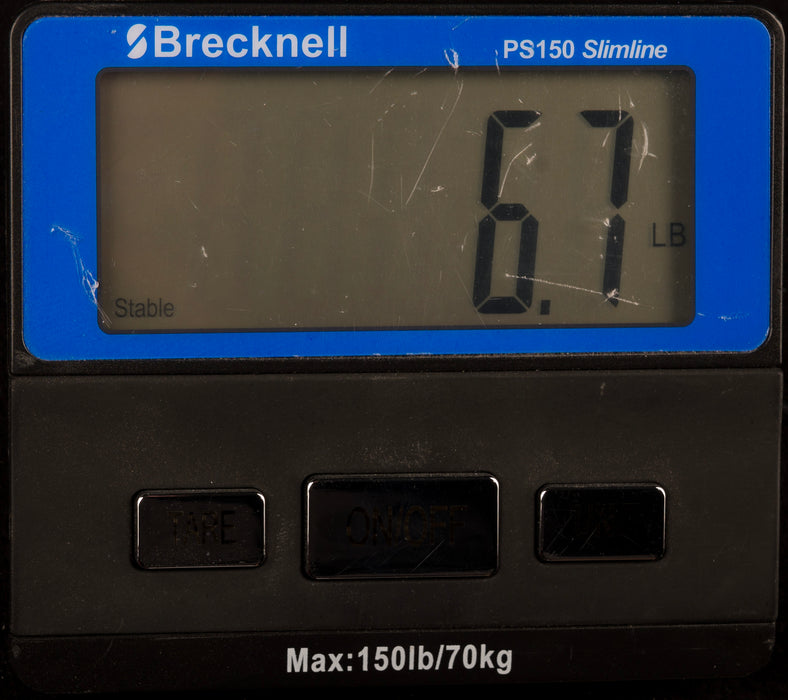 Brecknell
PS150 Slimline
6.7
LB
Stable
TARE
ON/OFF
Max:150lb/70kg